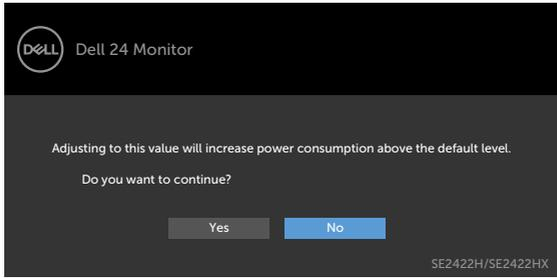 DELL
Dell 24 Monitor
Adjusting to this value will increase power consumption above the default level.
Do you want to continue?
Yes No
SE2422H/SE2422HX